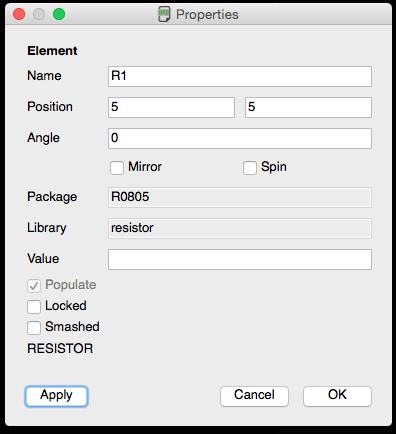 Properties
Element
Name R1
Position 5 5
Angle 0
Mirror Spin
Package R0805
Library resistor
Value
Populate
Locked
Smashed
RESISTOR
Apply Cancel OK